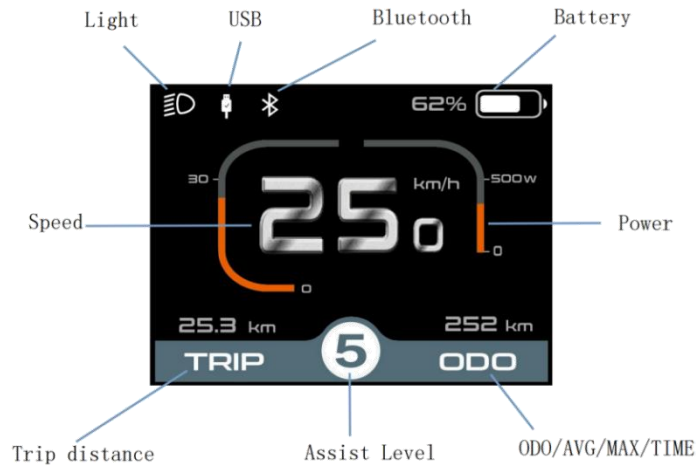 Light USB Bluetooth Battery
62%
30 km/h 500W
25 0
Speed Power
0
0
25.3 km 252 km
TRIP 5 ODO
Trip distance Assist Level ODO/AVG/MAX/TIME